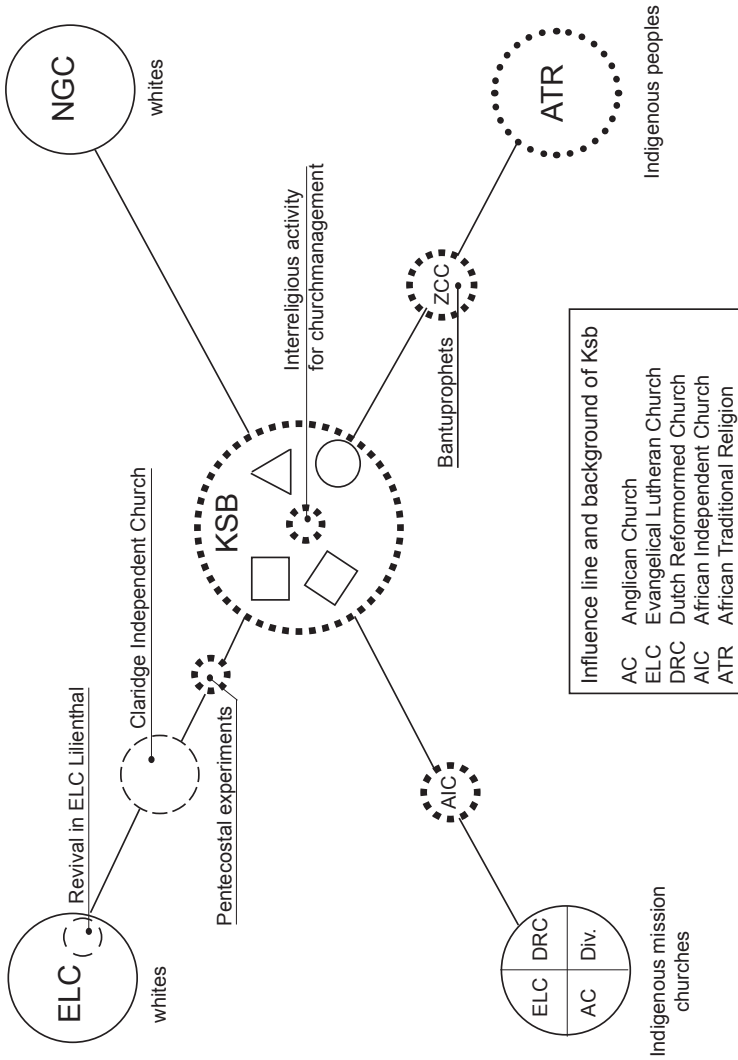 ELC
whites
Revival in ELC Lilienthal
Claridge Independent Church
Pentecostal experiments
KSB
Interreligious activity
for churchmanagement
NGC
whites
ELC DRC
AC Div.
Indigenous mission
churches
AIC
Bantuprophets
ZCC
ATR
Indigenous peoples
Influence line and background of Ksb
AC Anglican Church
ELC Evangelical Lutheran Church
DRC Dutch Reformormed Church
AIC African Independent Church
ATR African Traditional Religion